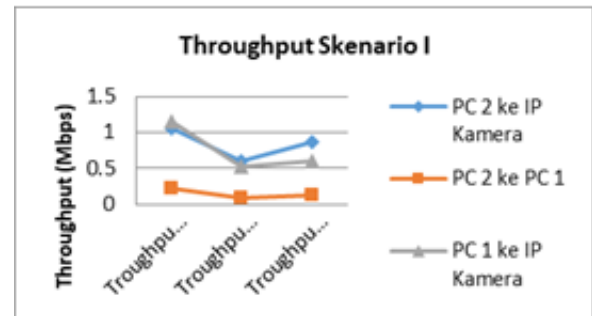 Throughput Skenario I
Throughput (Mbps)
1.5
1
0.5
0
Troughpu...
Troughpu...
Troughpu...
PC 2 ke IP
Kamera
PC 2 ke PC 1
PC 1 ke IP
Kamera